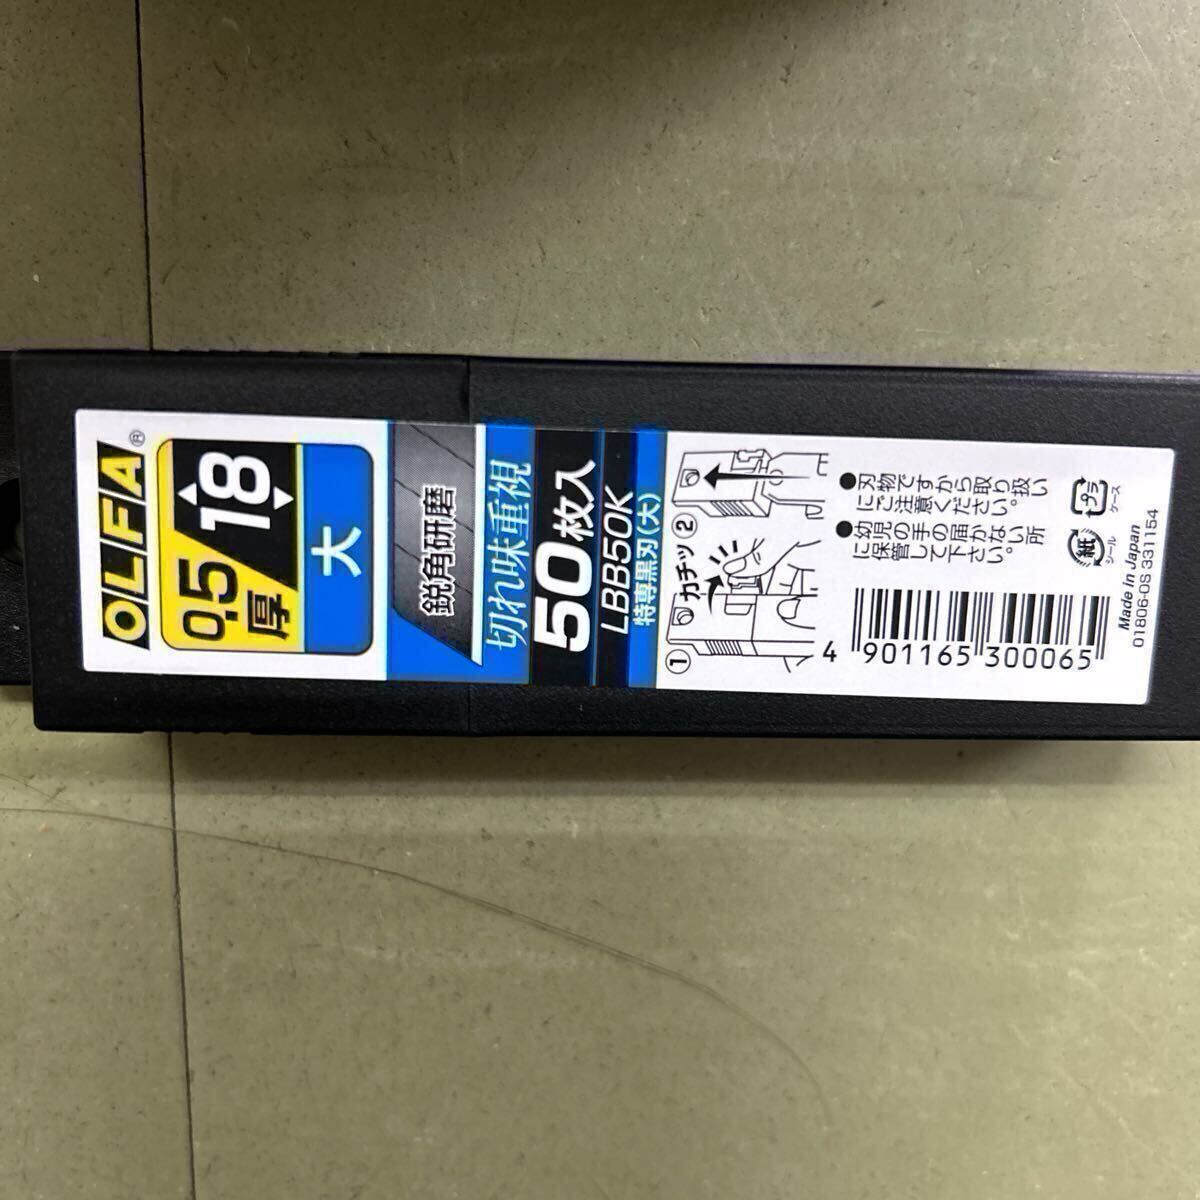 OLFA®
0.5厚
18
大
鋭角研磨
切れ味重視
50枚入
LBB50K
特専黒刃(大)
① カチッ ②
●刃物ですから取り扱い
にご注意ください。
●幼児の手の届かない所
に保管して下さい。
4 901165 300065
紙
シール
プラ
ケース
Made in Japan
01806-0S 331154